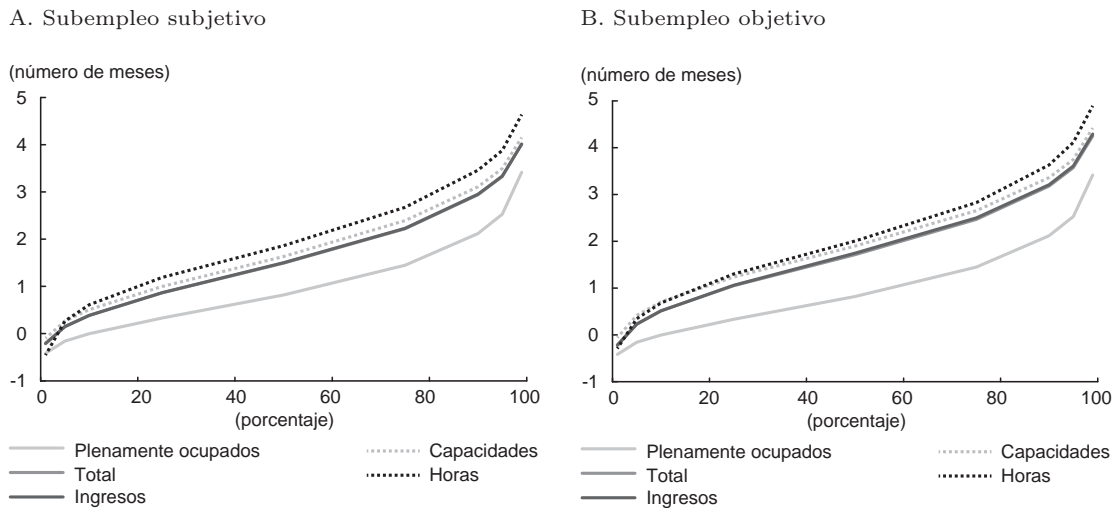 A. Subempleo subjetivo
(número de meses)
5
4
3
2
1
0
-1
0 20 40 60 80 100
(porcentaje)
Plenamente ocupados
Capacidades
Total
Horas
Ingresos
B. Subempleo objetivo
(número de meses)
5
4
3
2
1
0
-1
0 20 40 60 80 100
(porcentaje)
Plenamente ocupados
Capacidades
Total
Horas
Ingresos